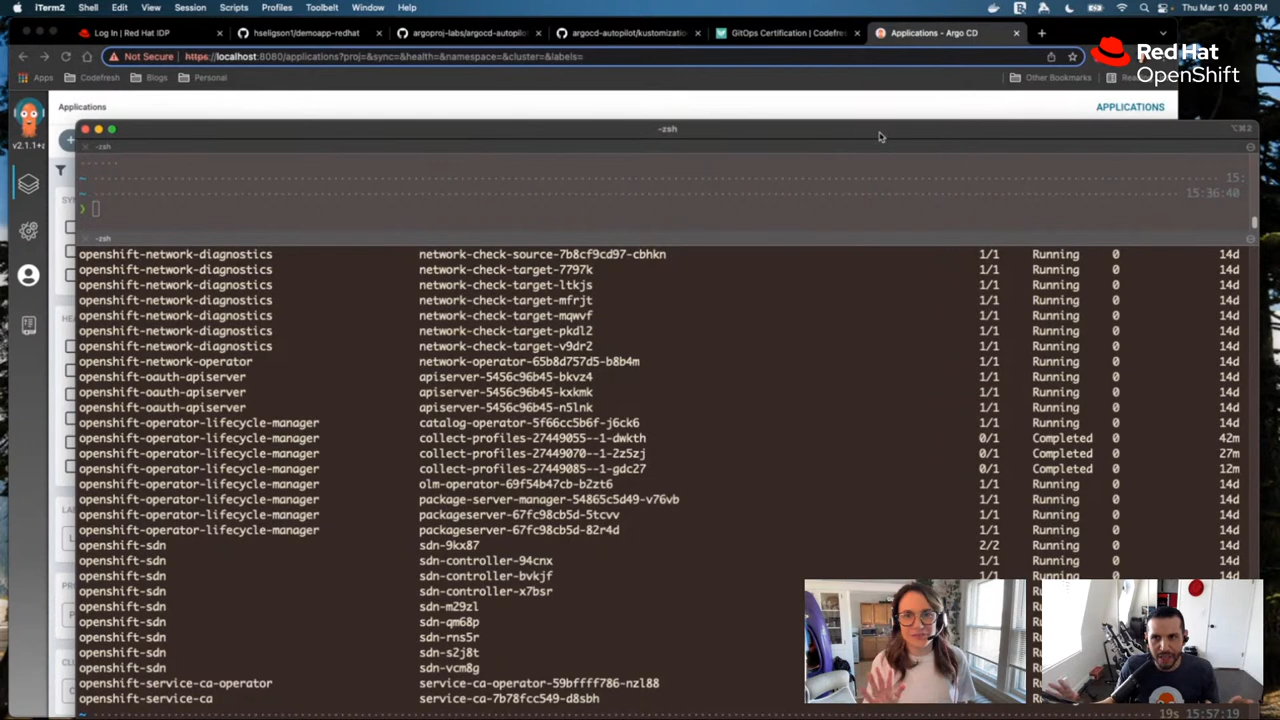 iTerm2 Shell Edit View Session Scripts Profiles Toolbelt Window Help Thu Mar 10 4:00 PM
Log In | Red Hat IDP hseligson1/demoapp-redhat argoproj-labs/argocd-autopilot argocd-autopilot/kustomizatio GitOps Certification | Codefres Applications - Argo CD
Not Secure https://localhost:8080/applications?proj=&sync=&health=&namespace=&cluster=&labels=
Red Hat
OpenShift
Apps Codefresh Blogs Personal Other Bookmarks
Applications APPLICATIONS
-zsh ⌥⌘2
v2.1.1+a
-zsh
15:
15:36:40
-zsh
openshift-network-diagnostics network-check-source-7b8cf9cd97-cbhkn 1/1 Running 0 14d
openshift-network-diagnostics network-check-target-7797k 1/1 Running 0 14d
openshift-network-diagnostics network-check-target-ltkjs 1/1 Running 0 14d
openshift-network-diagnostics network-check-target-mfrjt 1/1 Running 0 14d
openshift-network-diagnostics network-check-target-mqwvf 1/1 Running 0 14d
openshift-network-diagnostics network-check-target-pkdl2 1/1 Running 0 14d
openshift-network-diagnostics network-check-target-v9dr2 1/1 Running 0 14d
openshift-network-operator network-operator-65b8d757d5-b8b4m 1/1 Running 0 14d
openshift-oauth-apiserver apiserver-5456c96b45-bkvz4 1/1 Running 0 14d
openshift-oauth-apiserver apiserver-5456c96b45-kxkmk 1/1 Running 0 14d
openshift-oauth-apiserver apiserver-5456c96b45-n5lnk 1/1 Running 0 14d
openshift-operator-lifecycle-manager catalog-operator-5f66cc5b6f-j6ck6 1/1 Running 0 14d
openshift-operator-lifecycle-manager collect-profiles-27449055--1-dwkth 0/1 Completed 0 42m
openshift-operator-lifecycle-manager collect-profiles-27449070--1-2z5zj 0/1 Completed 0 27m
openshift-operator-lifecycle-manager collect-profiles-27449085--1-gdc27 0/1 Completed 0 12m
openshift-operator-lifecycle-manager olm-operator-69f54b47cb-b2zt6 1/1 Running 0 14d
openshift-operator-lifecycle-manager package-server-manager-54865c5d49-v76vb 1/1 Running 0 14d
openshift-operator-lifecycle-manager packageserver-67fc98cb5d-5tcvv 1/1 Running 0 14d
openshift-operator-lifecycle-manager packageserver-67fc98cb5d-82r4d 1/1 Running 0 14d
openshift-sdn sdn-9kx87 2/2 Running 0 14d
openshift-sdn sdn-controller-94cnx 1/1 Running 0 14d
openshift-sdn sdn-controller-bvkjf 1/1 Running 0 14d
openshift-sdn sdn-controller-x7bsr
openshift-sdn sdn-m29zl
openshift-sdn sdn-qm68p
openshift-sdn sdn-rns5r
openshift-sdn sdn-s2j8t
openshift-sdn sdn-vcm8g
openshift-service-ca-operator service-ca-operator-59bffff786-nzl88
openshift-service-ca service-ca-7b78fcc549-d8sbh
19s 15:57:19